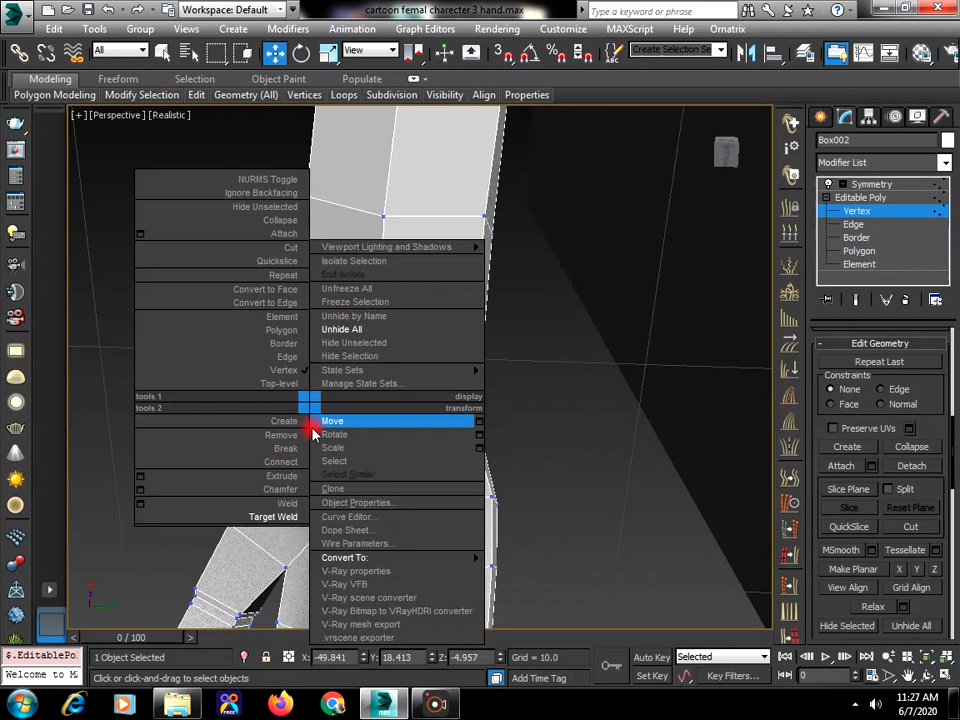 Workspace: Default
cartoon femal charecter 3 hand.max
Type a keyword or phrase
Edit Tools Group Views Create Modifiers Animation Graph Editors Rendering Customize MAXScript Help Ornatrix
All
View
Create Selection Se
Modeling Freeform Selection Object Paint Populate
Polygon Modeling Modify Selection Edit Geometry (All) Vertices Loops Subdivision Visibility Align Properties
[+] [Perspective] [Realistic]
Box002
Modifier List
Symmetry
Editable Poly
Vertex
Edge
Border
Polygon
Element
NURMS Toggle
Ignore Backfacing
Hide Unselected
Collapse
Attach
Cut
Quickslice
Repeat
Convert to Face
Convert to Edge
Element
Polygon
Border
Edge
Vertex
Top-level
tools 1
tools 2
Create
Remove
Break
Connect
Extrude
Chamfer
Weld
Target Weld
Viewport Lighting and Shadows
Isolate Selection
End Isolate
Unfreeze All
Freeze Selection
Unhide by Name
Unhide All
Hide Unselected
Hide Selection
State Sets
Manage State Sets...
display
transform
Move
Rotate
Scale
Select
Select Similar
Clone
Object Properties...
Curve Editor...
Dope Sheet...
Wire Parameters...
Convert To:
V-Ray properties
V-Ray VFB
V-Ray scene converter
V-Ray Bitmap to VRayHDRI converter
V-Ray mesh export
.vrscene exporter
- Edit Geometry
Repeat Last
Constraints
None Edge
Face Normal
Preserve UVs
Create Collapse
Attach Detach
Slice Plane Split
Slice Reset Plane
QuickSlice Cut
MSmooth Tessellate
Make Planar X Y Z
View Align Grid Align
Relax
Hide Selected Unhide All
0 / 100
$.EditablePo
Welcome to M
1 Object Selected
X: -49.841 Y: 18.413 Z: -4.957 Grid = 10.0
Click or click-and-drag to select objects
Add Time Tag
Auto Key Selected
Set Key Key Filters...
0
FREE
11:27 AM
6/7/2020